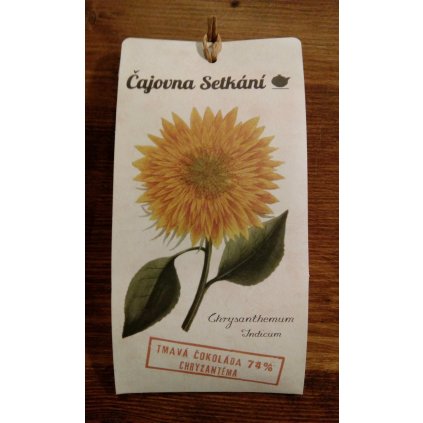 Čajovna Setkání
Chrysanthemum
Indicum
TMAVÁ ČOKOLÁDA 74%
CHRYZANTÉMA